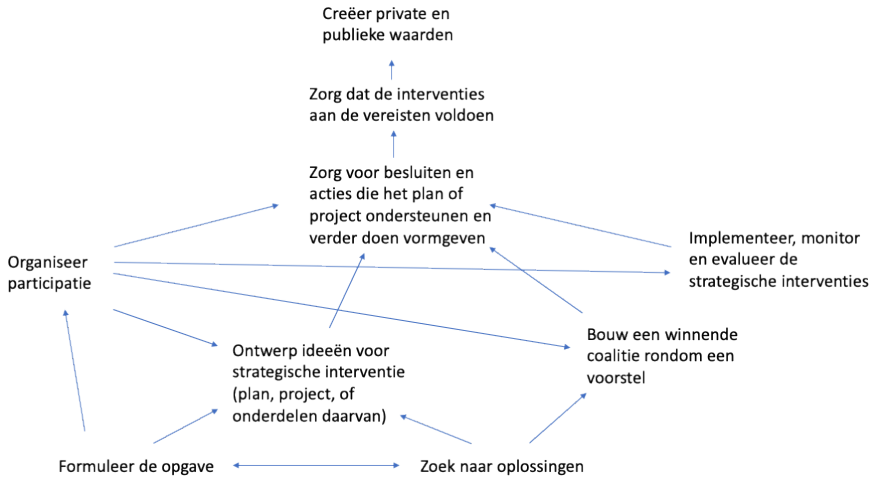 Creëer private en
publieke waarden
Zorg dat de interventies
aan de vereisten voldoen
Zorg voor besluiten en
acties die het plan of
project ondersteunen en
verder doen vormgeven
Implementeer, monitor
en evalueer de
strategische interventies
Organiseer
participatie
Bouw een winnende
coalitie rondom een
voorstel
Ontwerp ideeën voor
strategische interventie
(plan, project, of
onderdelen daarvan)
Formuleer de opgave
Zoek naar oplossingen